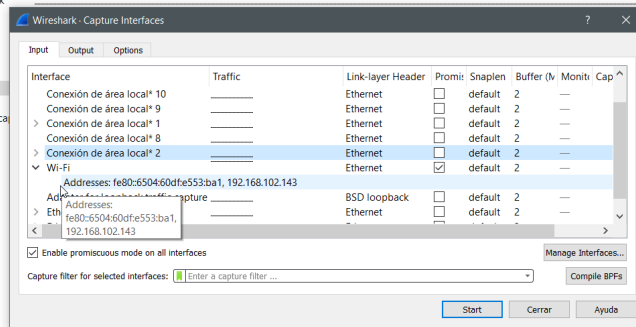 Wireshark · Capture Interfaces
Input Output Options
Interface Traffic Link-layer Header Promis Snaplen Buffer (M Monito Cap
Conexión de área local* 10 Ethernet default 2 —
Conexión de área local* 9 Ethernet default 2 —
Conexión de área local* 1 Ethernet default 2 —
Conexión de área local* 8 Ethernet default 2 —
Conexión de área local* 2 Ethernet default 2 —
Wi-Fi Ethernet default 2 —
Addresses: fe80::6504:60df:e553:ba1, 192.168.102.143
capture BSD loopback default 2 —
Eth Ethernet default 2 —
Addresses:
fe80::6504:60df:e553:ba1,
192.168.102.143
Enable promiscuous mode on all interfaces
Manage Interfaces...
Capture filter for selected interfaces: Enter a capture filter ...
Compile BPFs
Start Cerrar Ayuda